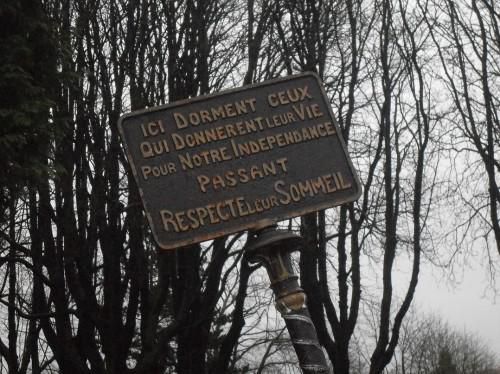 ICI DORMENT CEUX
QUI DONNERENT LEUR VIE
POUR NOTRE INDEPENDANCE
PASSANT
RESPECTE LEUR SOMMEIL